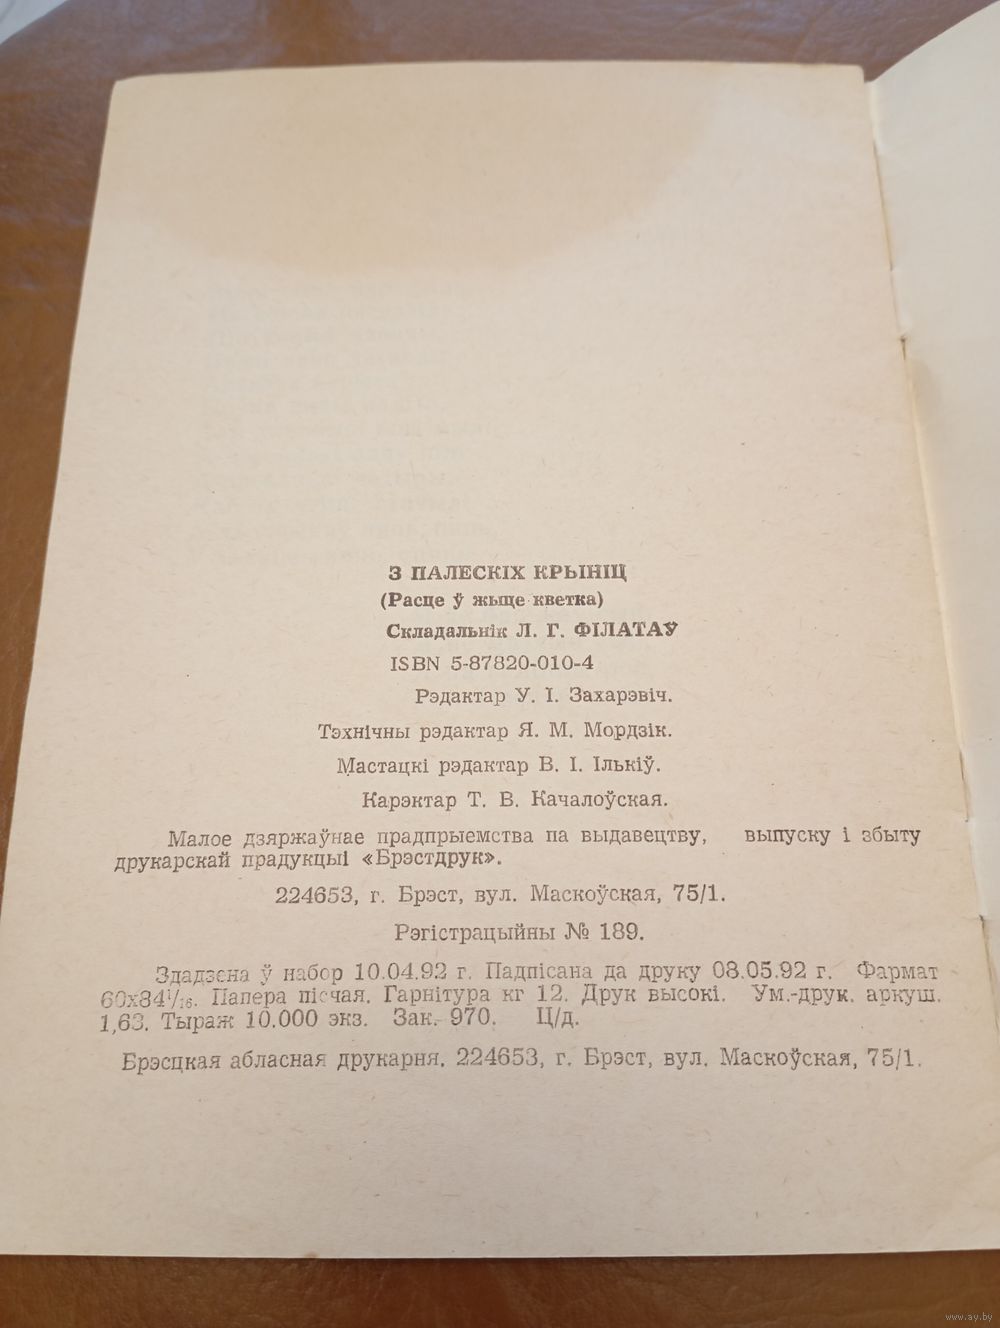 З ПАЛЕСКІХ КРЫНІЦ
(Расце ў жыце кветка)
Складальнік Л. Г. ФІЛАТАЎ
ISBN 5-87820-010-4
Рэдактар У. І. Захарэвіч.
Тэхнічны рэдактар Я. М. Мордзік.
Мастацкі рэдактар В. І. Ількіў.
Карэктар Т. В. Качалоўская.
Малое дзяржаўнае прадпрыемства па выдавецтву, выпуску і збыту
друкарскай прадукцыі «Брэстдрук».
224653, г. Брэст, вул. Маскоўская, 75/1.
Рэгістрацыйны № 189.
Здадзена ў набор 10.04.92 г. Падпісана да друку 08.05.92 г. Фармат
60х84¹/₁₆. Папера пісчая. Гарнітура кг 12. Друк высокі. Ум.-друк. аркуш.
1,63. Тыраж 10.000 экз. Зак. 970. Ц/д.
Брэсцкая абласная друкарня. 224653, г. Брэст, вул. Маскоўская, 75/1.
www.ay.by